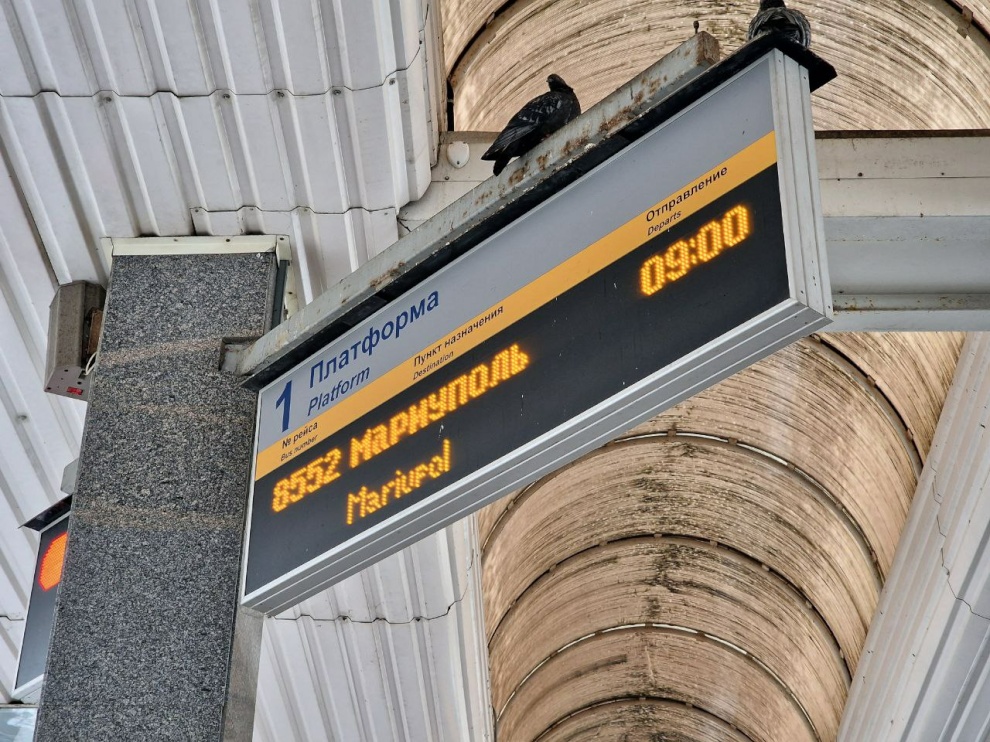 1 Платформа
Platform
№ рейса Пункт назначения Отправление
Bus number Destination Departs
8552 Мариуполь 09:00
Mariupol